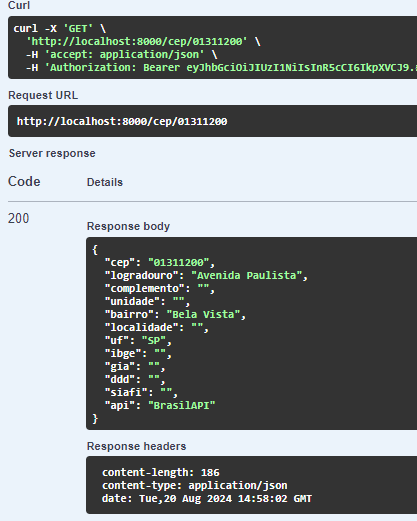 Curl
curl -X 'GET' \
'http://localhost:8000/cep/01311200' \
-H 'accept: application/json' \
-H 'Authorization: Bearer eyJhbGciOiJIUzI1NiIsInR5cCI6IkpXVCJ9.
Request URL
http://localhost:8000/cep/01311200
Server response
Code Details
200
Response body
{
"cep": "01311200",
"logradouro": "Avenida Paulista",
"complemento": "",
"unidade": "",
"bairro": "Bela Vista",
"localidade": "",
"uf": "SP",
"ibge": "",
"gia": "",
"ddd": "",
"siafi": "",
"api": "BrasilAPI"
}
Response headers
content-length: 186
content-type: application/json
date: Tue,20 Aug 2024 14:58:02 GMT